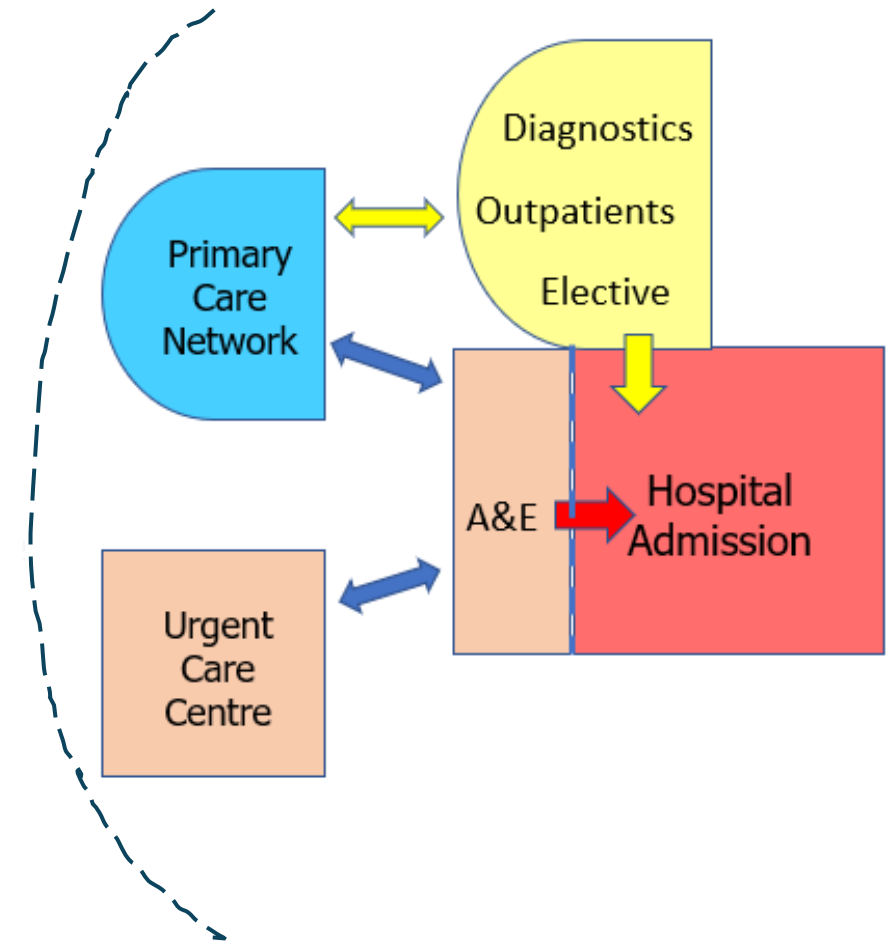 Diagnostics
Outpatients
Elective
Primary
Care
Network
A&E
Hospital
Admission
Urgent
Care
Centre